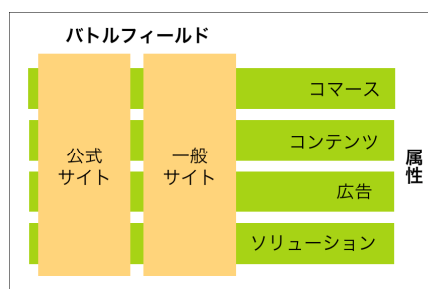 バトルフィールド
公式
サイト
一般
サイト
コマース
コンテンツ
広告
ソリューション
属性